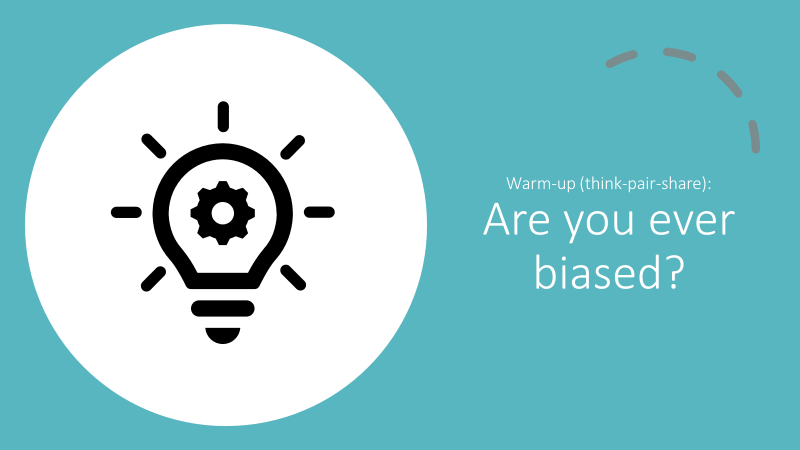 Warm-up (think-pair-share):
Are you ever
biased?